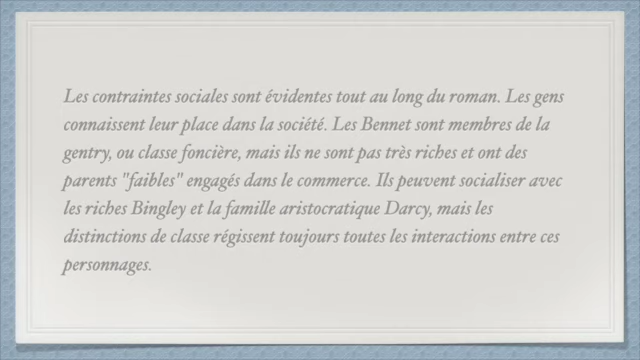 Les contraintes sociales sont évidentes tout au long du roman. Les gens
connaissent leur place dans la société. Les Bennet sont membres de la
gentry, ou classe foncière, mais ils ne sont pas très riches et ont des
parents "faibles" engagés dans le commerce. Ils peuvent socialiser avec
les riches Bingley et la famille aristocratique Darcy, mais les
distinctions de classe régissent toujours toutes les interactions entre ces
personnages.